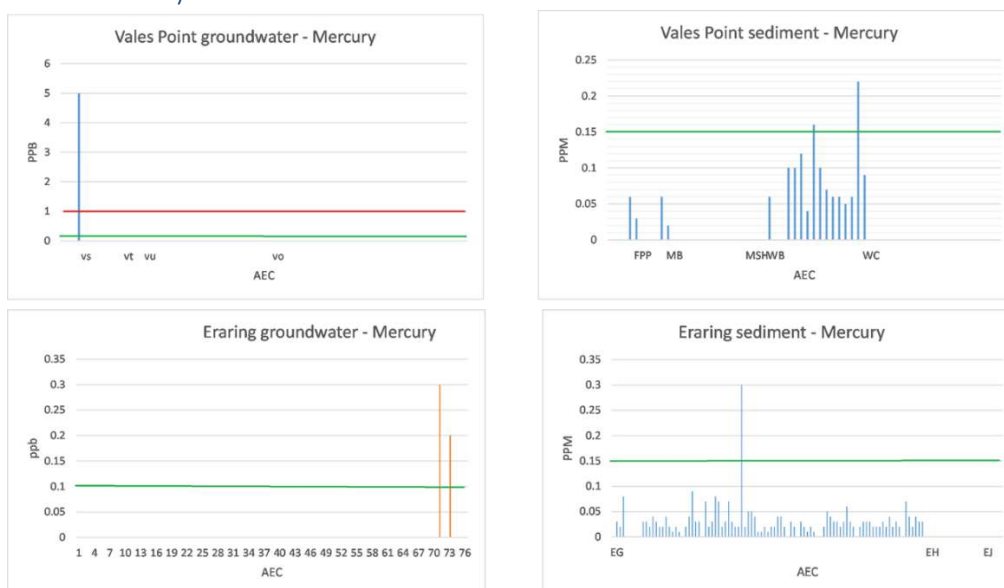 Vales Point groundwater - Mercury
6
5
4
3
2
1
0
PPB
vs vt vu vo
AEC
Vales Point sediment - Mercury
0.25
0.2
0.15
0.1
0.05
0
PPM
FPP MB MSHWB WC
AEC
Eraring groundwater - Mercury
0.35
0.3
0.25
0.2
0.15
0.1
0.05
0
ppb
1 4 7 10 13 16 19 22 25 28 31 34 37 40 43 46 49 52 55 58 61 64 67 70 73 76
AEC
Eraring sediment - Mercury
0.35
0.3
0.25
0.2
0.15
0.1
0.05
0
PPM
EG EH EJ
AEC